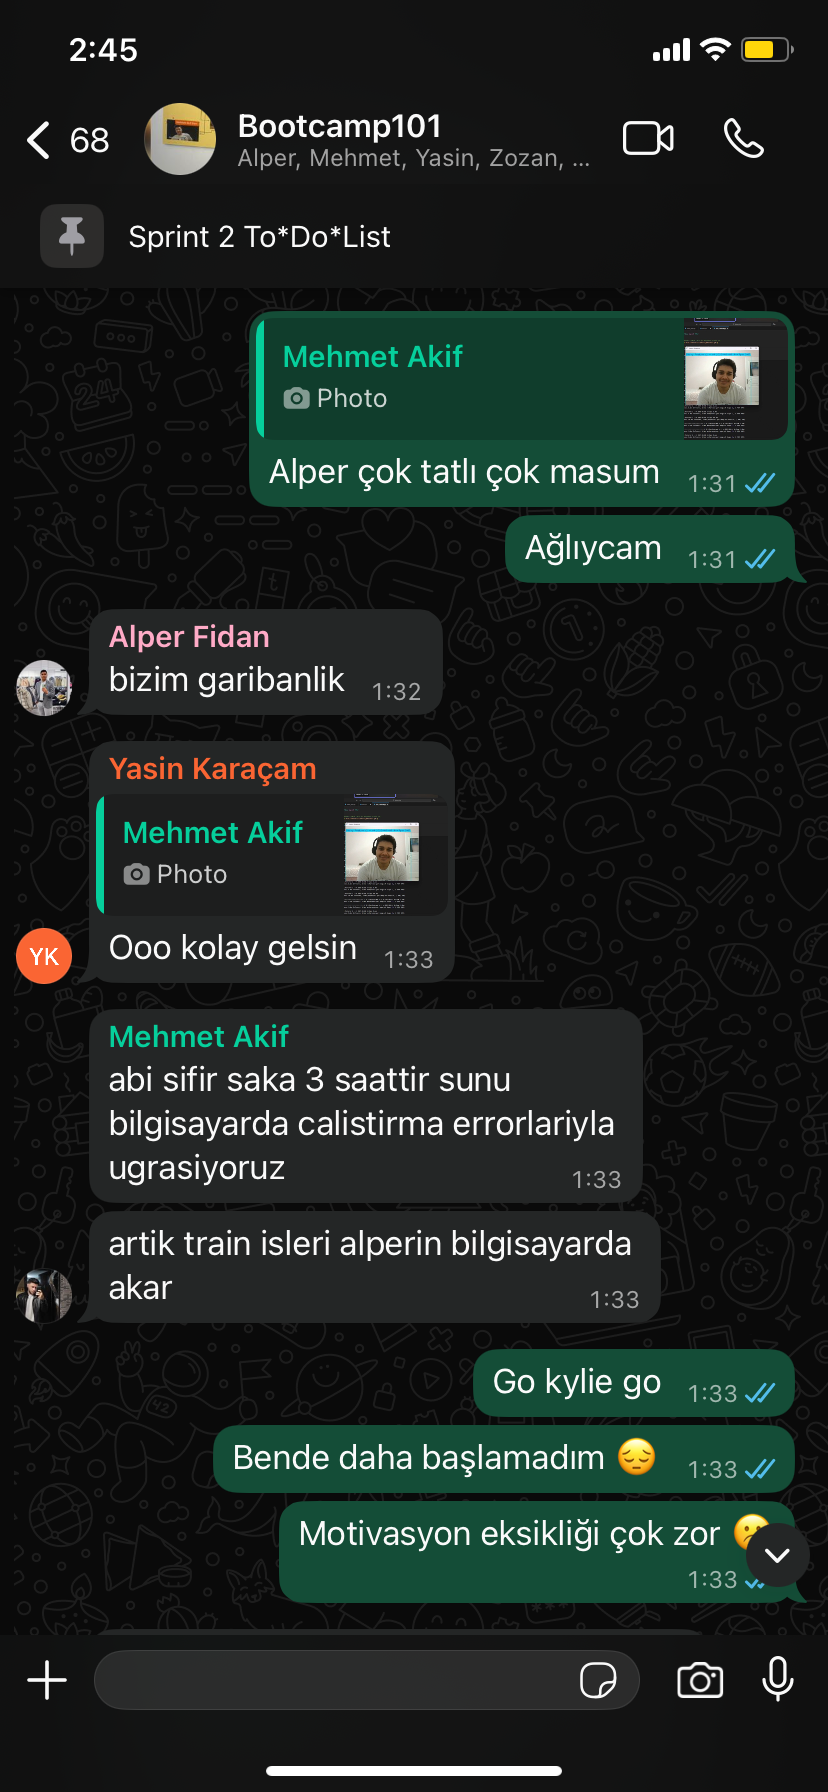 2:45
68
Bootcamp101
Alper, Mehmet, Yasin, Zozan, ...
Sprint 2 To*Do*List
Mehmet Akif
Photo
Alper çok tatlı çok masum 1:31
Ağlıycam 1:31
Alper Fidan
bizim garibanlik 1:32
Yasin Karaçam
Mehmet Akif
Photo
YK
Ooo kolay gelsin 1:33
Mehmet Akif
abi sifir saka 3 saattir sunu
bilgisayarda calistirma errorlariyla
ugrasiyoruz 1:33
artik train isleri alperin bilgisayarda
akar 1:33
Go kylie go 1:33
Bende daha başlamadım 😔 1:33
Motivasyon eksikliği çok zor 😕
1:33